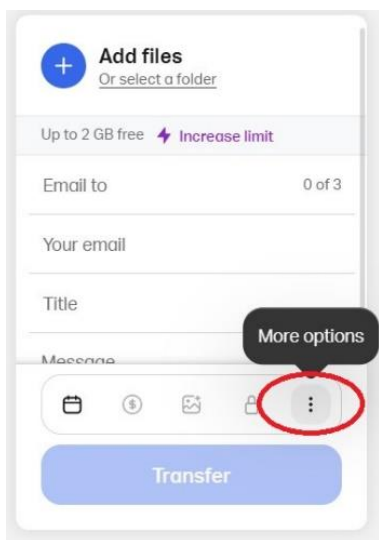 Add files
Or select a folder
Up to 2 GB free Increase limit
Email to 0 of 3
Your email
Title
More options
Message
Transfer